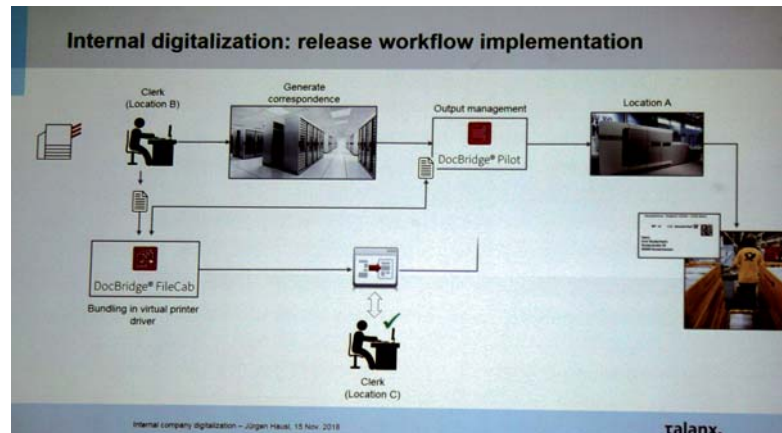 Internal digitalization: release workflow implementation
Clerk
(Location B)
Generate
correspondence
Output management
Location A
DocBridge® Pilot
DocBridge® FileCab
Bundling in virtual printer
driver
Clerk
(Location C)
Internal company digitalization – Jürgen Hausl, 15 Nov. 2018
talanx.